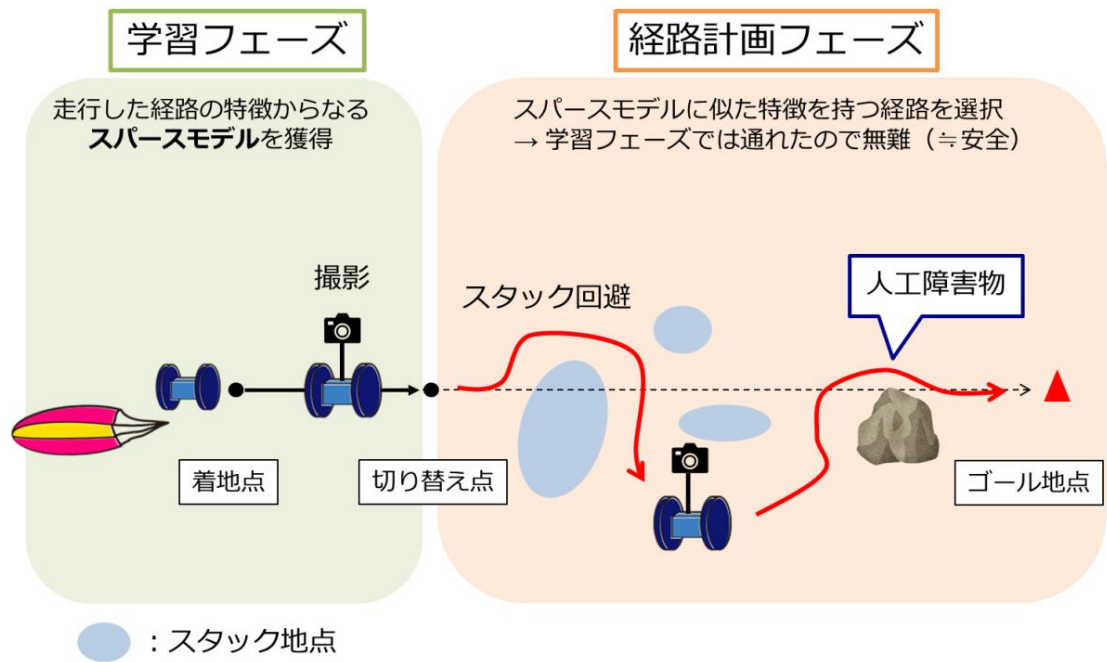 学習フェーズ
経路計画フェーズ
走行した経路の特徴からなる
スパースモデルを獲得
スパースモデルに似た特徴を持つ経路を選択
→ 学習フェーズでは通れたので無難（≒安全）
撮影
スタック回避
人工障害物
着地点
切り替え点
ゴール地点
：スタック地点